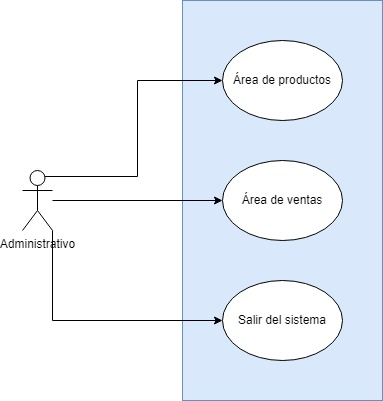 Área de productos
Área de ventas
Administrativo
Salir del sistema